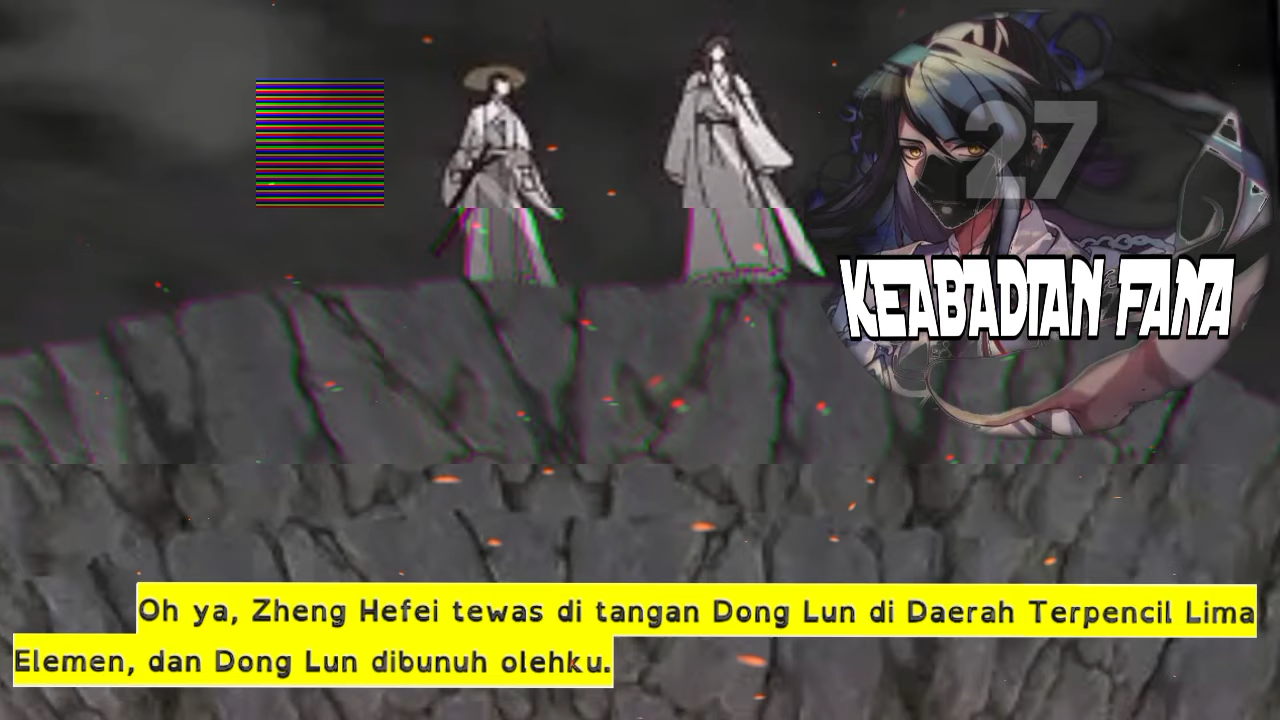 27
KEABADIAN FANA
Oh ya, Zheng Hefei tewas di tangan Dong Lun di Daerah Terpencil Lima
Elemen, dan Dong Lun dibunuh olehku.